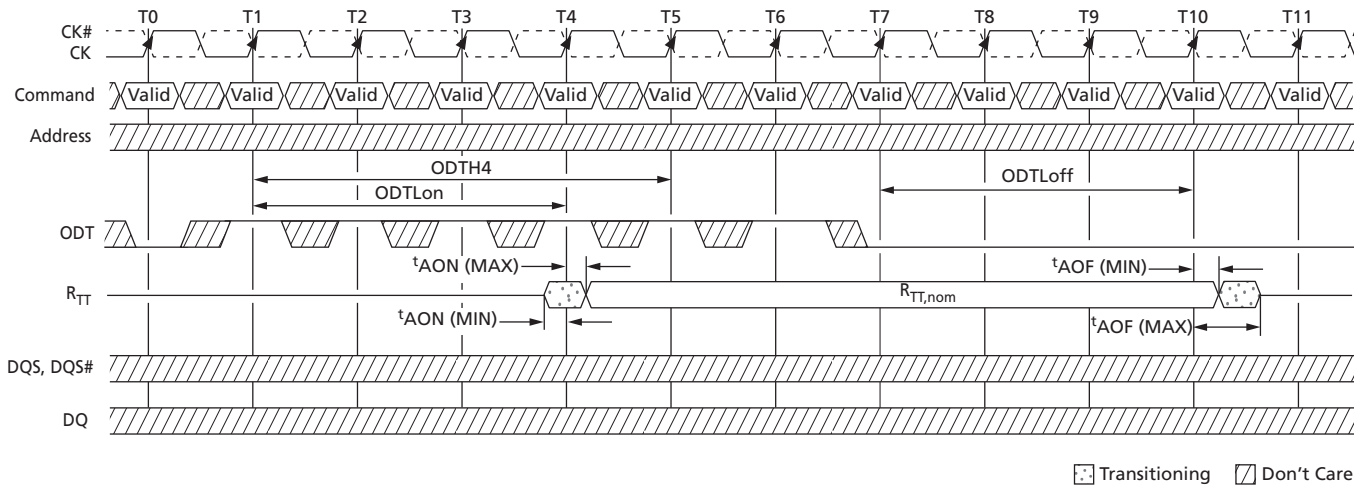 T0 T1 T2 T3 T4 T5 T6 T7 T8 T9 T10 T11
CK#
CK
Command Valid Valid Valid Valid Valid Valid Valid Valid Valid Valid Valid Valid
Address
ODTH4
ODTLoff
ODTLon
ODT
tAON (MAX) tAOF (MIN)
RTT RTT,nom
tAON (MIN) tAOF (MAX)
DQS, DQS#
DQ
Transitioning Don't Care